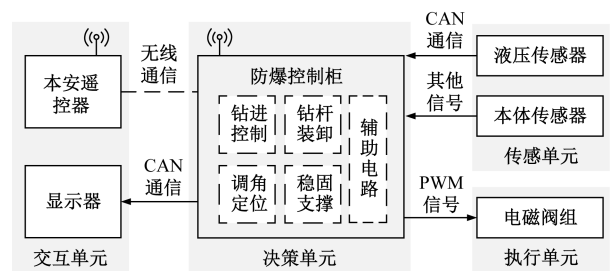 本安遥
控器
无线
通信
显示器
CAN
通信
交互单元
防爆控制柜
钻进
控制
钻杆
装卸
调角
定位
稳固
支撑
辅
助
电
路
决策单元
CAN
通信
液压传感器
其他
信号
本体传感器
传感单元
PWM
信号
电磁阀组
执行单元